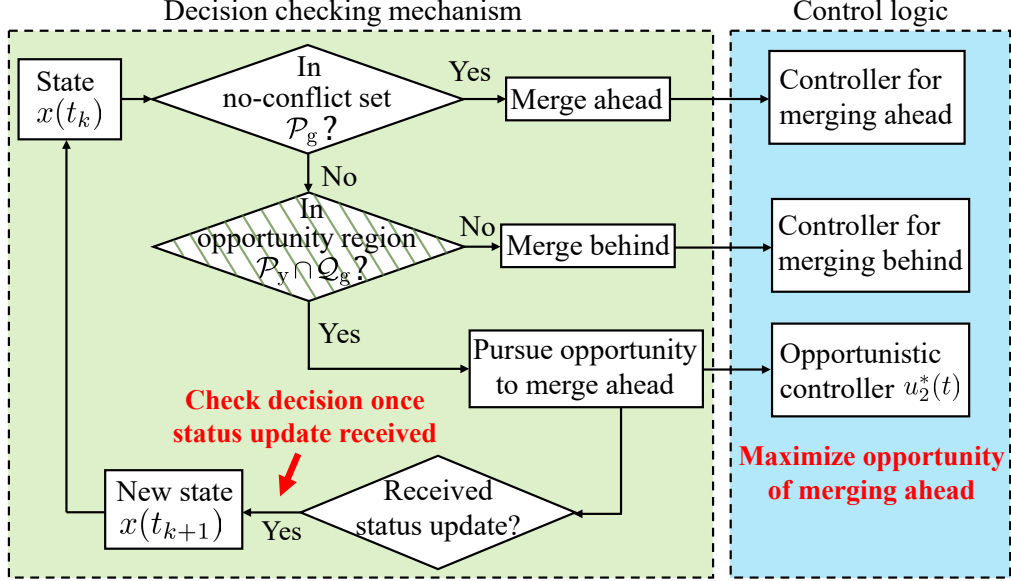 Decision checking mechanism
Control logic
State
x(t_k)
In
no-conflict set
𝒫_g ?
Yes
Merge ahead
Controller for
merging ahead
No
In
opportunity region
𝒫_y ∩ 𝒬_g ?
No
Merge behind
Controller for
merging behind
Yes
Pursue opportunity
to merge ahead
Opportunistic
controller u_2^*(t)
Check decision once
status update received
Maximize opportunity
of merging ahead
Received
status update?
Yes
New state
x(t_{k+1})